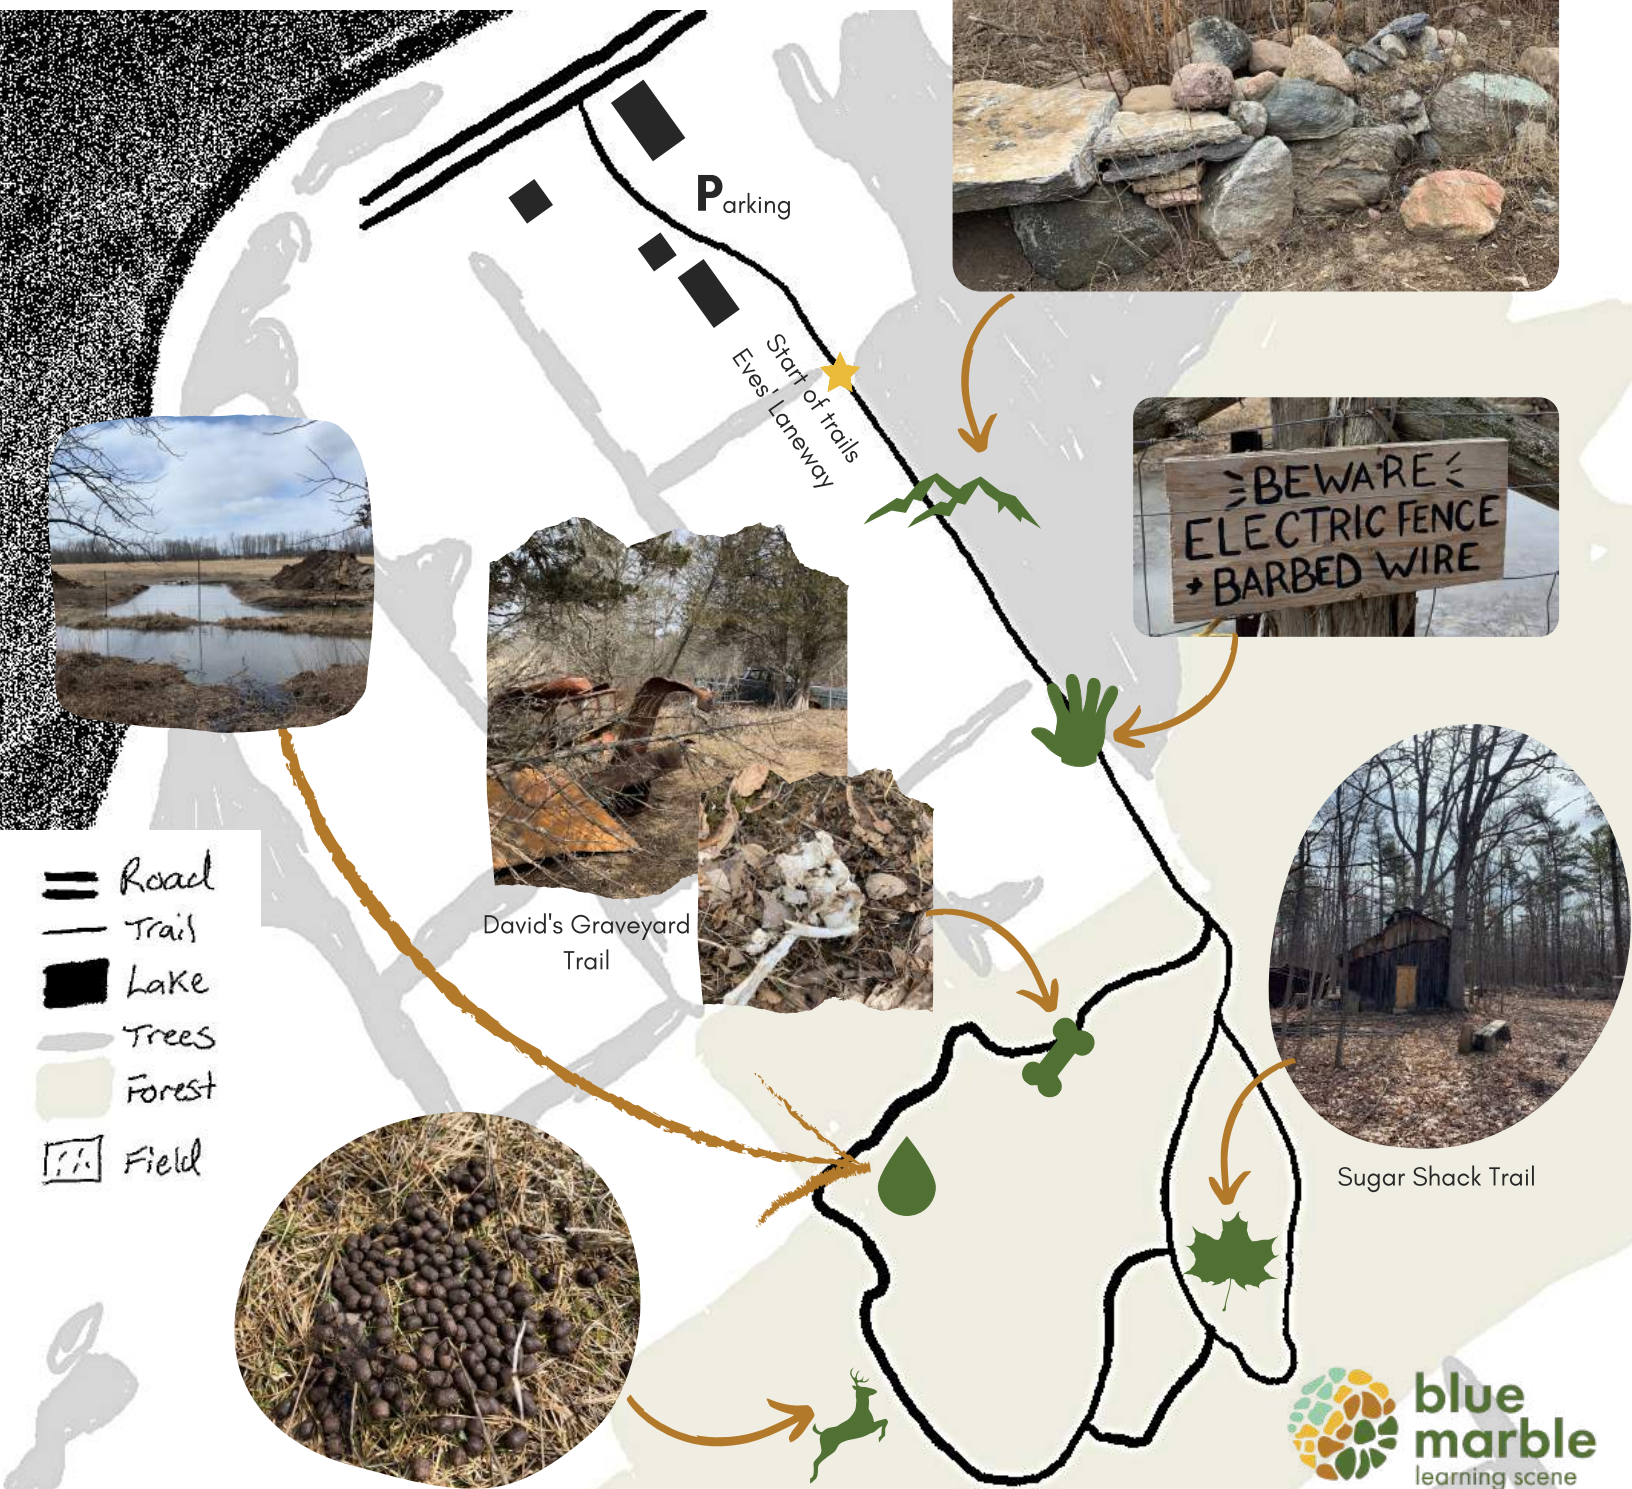 Parking
Start of trails
Eves' Laneway
BEWARE
ELECTRIC FENCE
+ BARBED WIRE
Road
Trail
Lake
Trees
Forest
Field
David's Graveyard
Trail
Sugar Shack Trail
blue
marble
learning scene